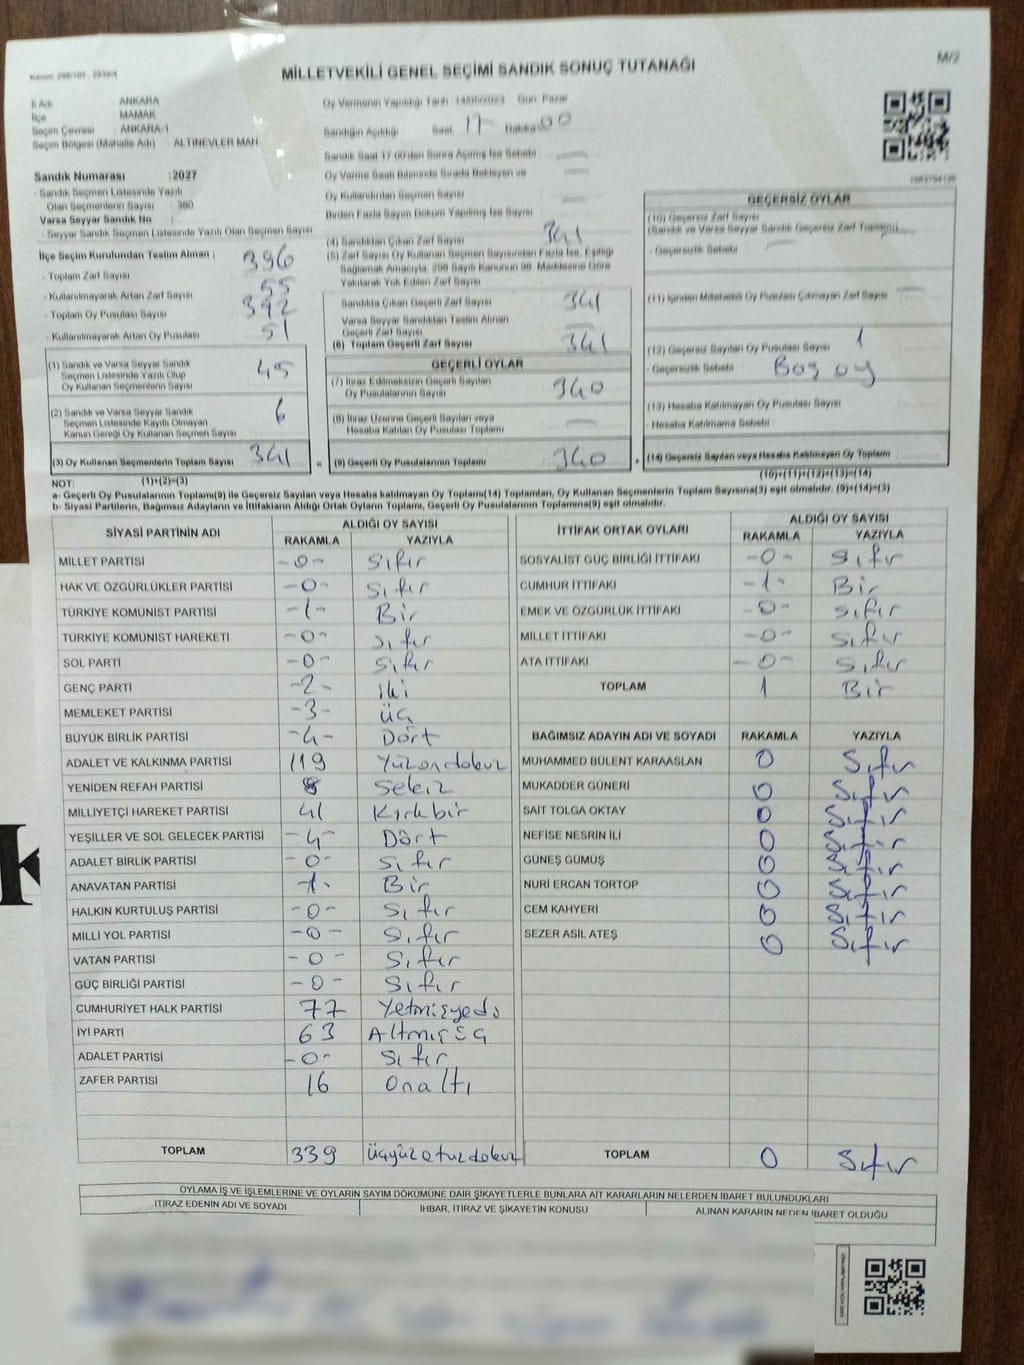 M/2
Kanun: 298/105 , 2839/4
MİLLETVEKİLİ GENEL SEÇİMİ SANDIK SONUÇ TUTANAĞI
İl Adı : ANKARA
İlçe : MAMAK
Seçim Çevresi : ANKARA-1
Seçim Bölgesi (Mahalle Adı) : ALTINEVLER MAH.
Sandık Numarası :2027
- Sandık Seçmen Listesinde Yazılı
Olan Seçmenlerin Sayısı : 380
Varsa Seyyar Sandık No :
- Seyyar Sandık Seçmen Listesinde Yazılı Olan Seçmen Sayısı
İlçe Seçim Kurulundan Teslim Alınan :
- Toplam Zarf Sayısı 396
- Kullanılmayarak Artan Zarf Sayısı 55
- Toplam Oy Pusulası Sayısı 392
- Kullanılmayarak Artan Oy Pusulası 51
(1) Sandık ve Varsa Seyyar Sandık
Seçmen Listesinde Yazılı Olup
Oy Kullanan Seçmenlerin Sayısı
(2) Sandık ve Varsa Seyyar Sandık 6
Seçmen Listesinde Kayıtlı Olmayan
Kanun Gereği Oy Kullanan Seçmen Sayısı
(3) Oy Kullanan Seçmenlerin Toplam Sayısı 341 =
Oy Vermenin Yapıldığı Tarih : 14/05/2023 Gün: Pazar
Sandığın Açıldığı Saat 17 Dakika 00
Sandık Saat 17:00'den Sonra Açılmış İse Sebebi
Oy Verme Saati Bitiminde Sırada Bekleyen ve
Oy Kullandırılan Seçmen Sayısı
Birden Fazla Sayım Döküm Yapılmış İse Sayısı
(4) Sandıktan Çıkan Zarf Sayısı 341
(5) Zarf Sayısı Oy Kullanan Seçmen Sayısından Fazla İse, Eşitliği
Sağlamak Amacıyla, 298 Sayılı Kanunun 98. Maddesine Göre
Yakılarak Yok Edilen Zarf Sayısı
Sandıkta Çıkan Geçerli Zarf Sayısı 341
Varsa Seyyar Sandıktan Teslim Alınan
Geçerli Zarf Sayısı
(6) Toplam Geçerli Zarf Sayısı 341
GEÇERLİ OYLAR
(7) İtiraz Edilmeksizin Geçerli Sayılan
Oy Pusulalarının Sayısı 340
(8) İtiraz Üzerine Geçerli Sayılan veya
Hesaba Katılan Oy Pusulası Toplamı
(9) Geçerli Oy Pusulalarının Toplamı 340 +
GEÇERSİZ OYLAR
(10) Geçersiz Zarf Sayısı
(Sandık ve Varsa Seyyar Sandık Geçersiz Zarf Toplamı)
- Geçersizlik Sebebi:
(11) İçinden Milletvekili Oy Pusulası Çıkmayan Zarf Sayısı
(12) Geçersiz Sayılan Oy Pusulası Sayısı 1
- Geçersizlik Sebebi: Boş oy
(13) Hesaba Katılmayan Oy Pusulası Sayısı
- Hesaba Katılmama Sebebi:
(14) Geçersiz Sayılan veya Hesaba Katılmayan Oy Toplamı
NOT: (1)+(2)=(3)
(10)+(11)+(12)+(13)=(14)
a- Geçerli Oy Pusulalarının Toplamı(9) ile Geçersiz Sayılan veya Hesaba katılmayan Oy Toplamı(14) Toplamları, Oy Kullanan Seçmenlerin Toplam Sayısına(3) eşit olmalıdır. (9)+(14)=(3)
b- Siyasi Partilerin, Bağımsız Adayların ve İttifakların Aldığı Ortak Oyların Toplamı, Geçerli Oy Pusulalarının Toplamına(9) eşit olmalıdır.
SİYASİ PARTİNİN ADI ALDIĞI OY SAYISI
RAKAMLA YAZIYLA
MİLLET PARTİSİ -0- Sıfır
HAK VE ÖZGÜRLÜKLER PARTİSİ -0- Sıfır
TÜRKİYE KOMÜNİST PARTİSİ -1- Bir
TÜRKİYE KOMÜNİST HAREKETİ -0- Sıfır
SOL PARTİ -0- Sıfır
GENÇ PARTİ -2- İki
MEMLEKET PARTİSİ -3- üç
BÜYÜK BİRLİK PARTİSİ -4- Dört
ADALET VE KALKINMA PARTİSİ 119 Yüzondokuz
YENİDEN REFAH PARTİSİ 8 Sekiz
MİLLİYETÇİ HAREKET PARTİSİ 41 Kırkbir
YEŞİLLER VE SOL GELECEK PARTİSİ -4- Dört
ADALET BİRLİK PARTİSİ -0- Sıfır
ANAVATAN PARTİSİ -1- Bir
HALKIN KURTULUŞ PARTİSİ -0- Sıfır
MİLLİ YOL PARTİSİ -0- Sıfır
VATAN PARTİSİ -0- Sıfır
GÜÇ BİRLİĞİ PARTİSİ -0- Sıfır
CUMHURİYET HALK PARTİSİ 77 Yetmişyedi
İYİ PARTİ 63 Altmışüç
ADALET PARTİSİ -0- Sıfır
ZAFER PARTİSİ 16 Onaltı
TOPLAM 339 üçyüzotuzdokuz
İTTİFAK ORTAK OYLARI ALDIĞI OY SAYISI
RAKAMLA YAZIYLA
SOSYALİST GÜÇ BİRLİĞİ İTTİFAKI -0- Sıfır
CUMHUR İTTİFAKI -1- Bir
EMEK VE ÖZGÜRLÜK İTTİFAKI -0- Sıfır
MİLLET İTTİFAKI -0- Sıfır
ATA İTTİFAKI -0- Sıfır
TOPLAM 1 Bir
BAĞIMSIZ ADAYIN ADI VE SOYADI RAKAMLA YAZIYLA
MUHAMMED BÜLENT KARAASLAN 0 Sıfır
MUKADDER GÜNERİ 0 Sıfır
SAİT TOLGA OKTAY 0 Sıfır
NEFİSE NESRİN İLİ 0 Sıfır
GÜNEŞ GÜMÜŞ 0 Sıfır
NURİ ERCAN TORTOP 0 Sıfır
CEM KAHYERİ 0 Sıfır
SEZER ASİL ATEŞ 0 Sıfır
TOPLAM 0 Sıfır
OYLAMA İŞ VE İŞLEMLERİNE VE OYLARIN SAYIM DÖKÜMÜNE DAİR ŞİKAYETLERLE BUNLARA AİT KARARLARIN NELERDEN İBARET BULUNDUKLARI
İTİRAZ EDENİN ADI VE SOYADI İHBAR, İTİRAZ VE ŞİKAYETİN KONUSU ALINAN KARARIN NEDEN İBARET OLDUĞU